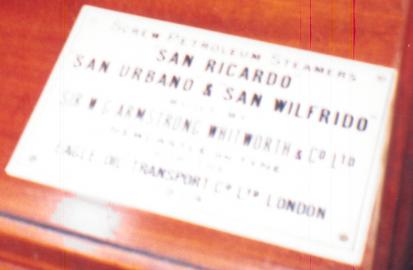 SCREW PETROLEUM STEAMERS
SAN RICARDO
SAN URBANO & SAN WILFRIDO
BUILT BY
SIR W G ARMSTRONG WHITWORTH & CO LTD
NEWCASTLE ON TYNE
EAGLE OIL TRANSPORT CO LTD LONDON